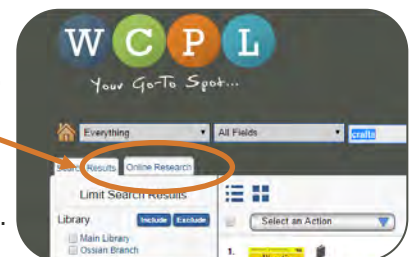 W C P L
Your Go-To Spot...
Everything All Fields crafts
Search Results Online Research
Limit Search Results
Library Include Exclude Select an Action
Main Library
Ossian Branch 1.
.